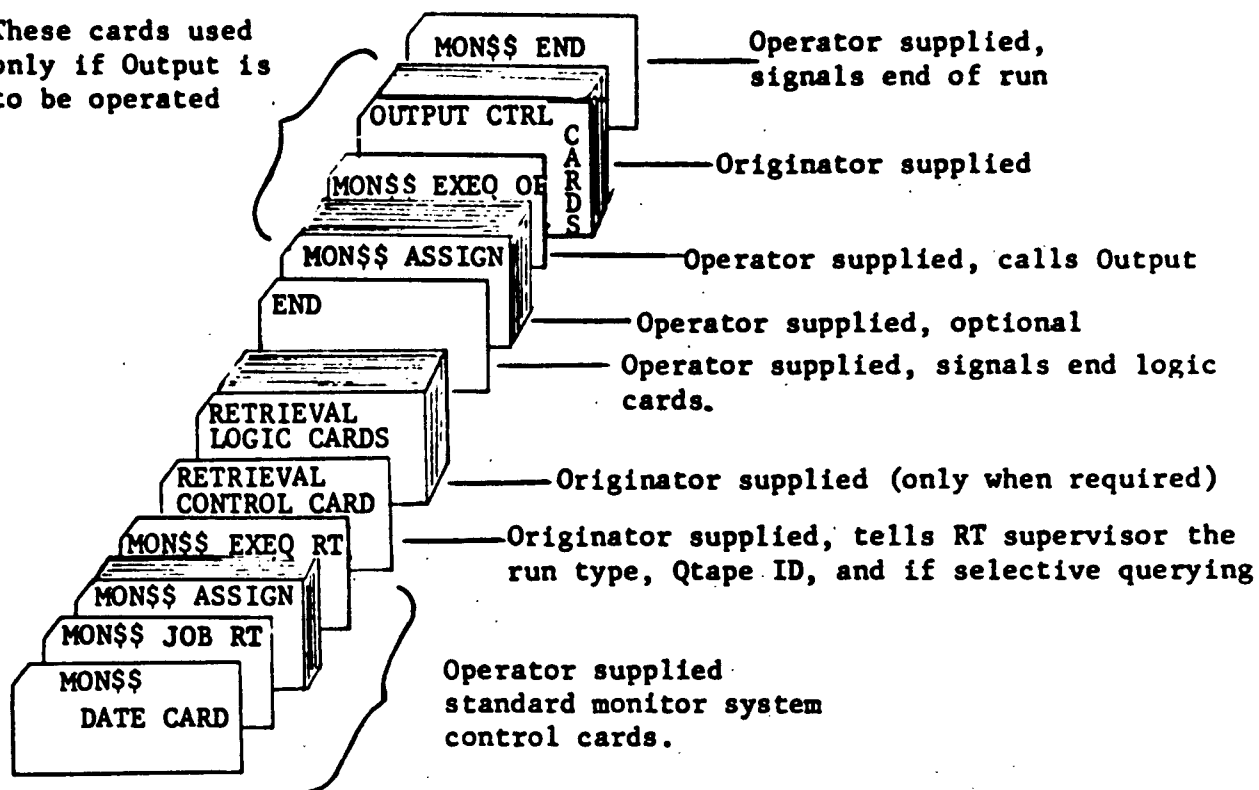 These cards used
only if Output is
to be operated
MON$$ END
Operator supplied,
signals end of run
OUTPUT CTRL
CARDS
Originator supplied
MON$$ EXEQ
MON$$ ASSIGN
Operator supplied, calls Output
END
Operator supplied, optional
Operator supplied, signals end logic
cards.
RETRIEVAL
LOGIC CARDS
RETRIEVAL
CONTROL CARD
Originator supplied (only when required)
MON$$ EXEQ RT
Originator supplied, tells RT supervisor the
run type, Qtape ID, and if selective querying
MON$$ ASSIGN
MON$$ JOB RT
MON$$
DATE CARD
Operator supplied
standard monitor system
control cards.